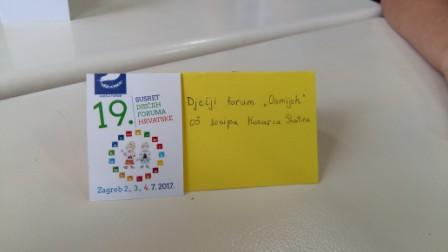 19.
SUSRET
DJEČJIH
FORUMA
HRVATSKE
Zagreb 2., 3., 4. 7. 2017.
Dječji forum „Osmijeh"
OŠ Josipa Kozarca Slatina